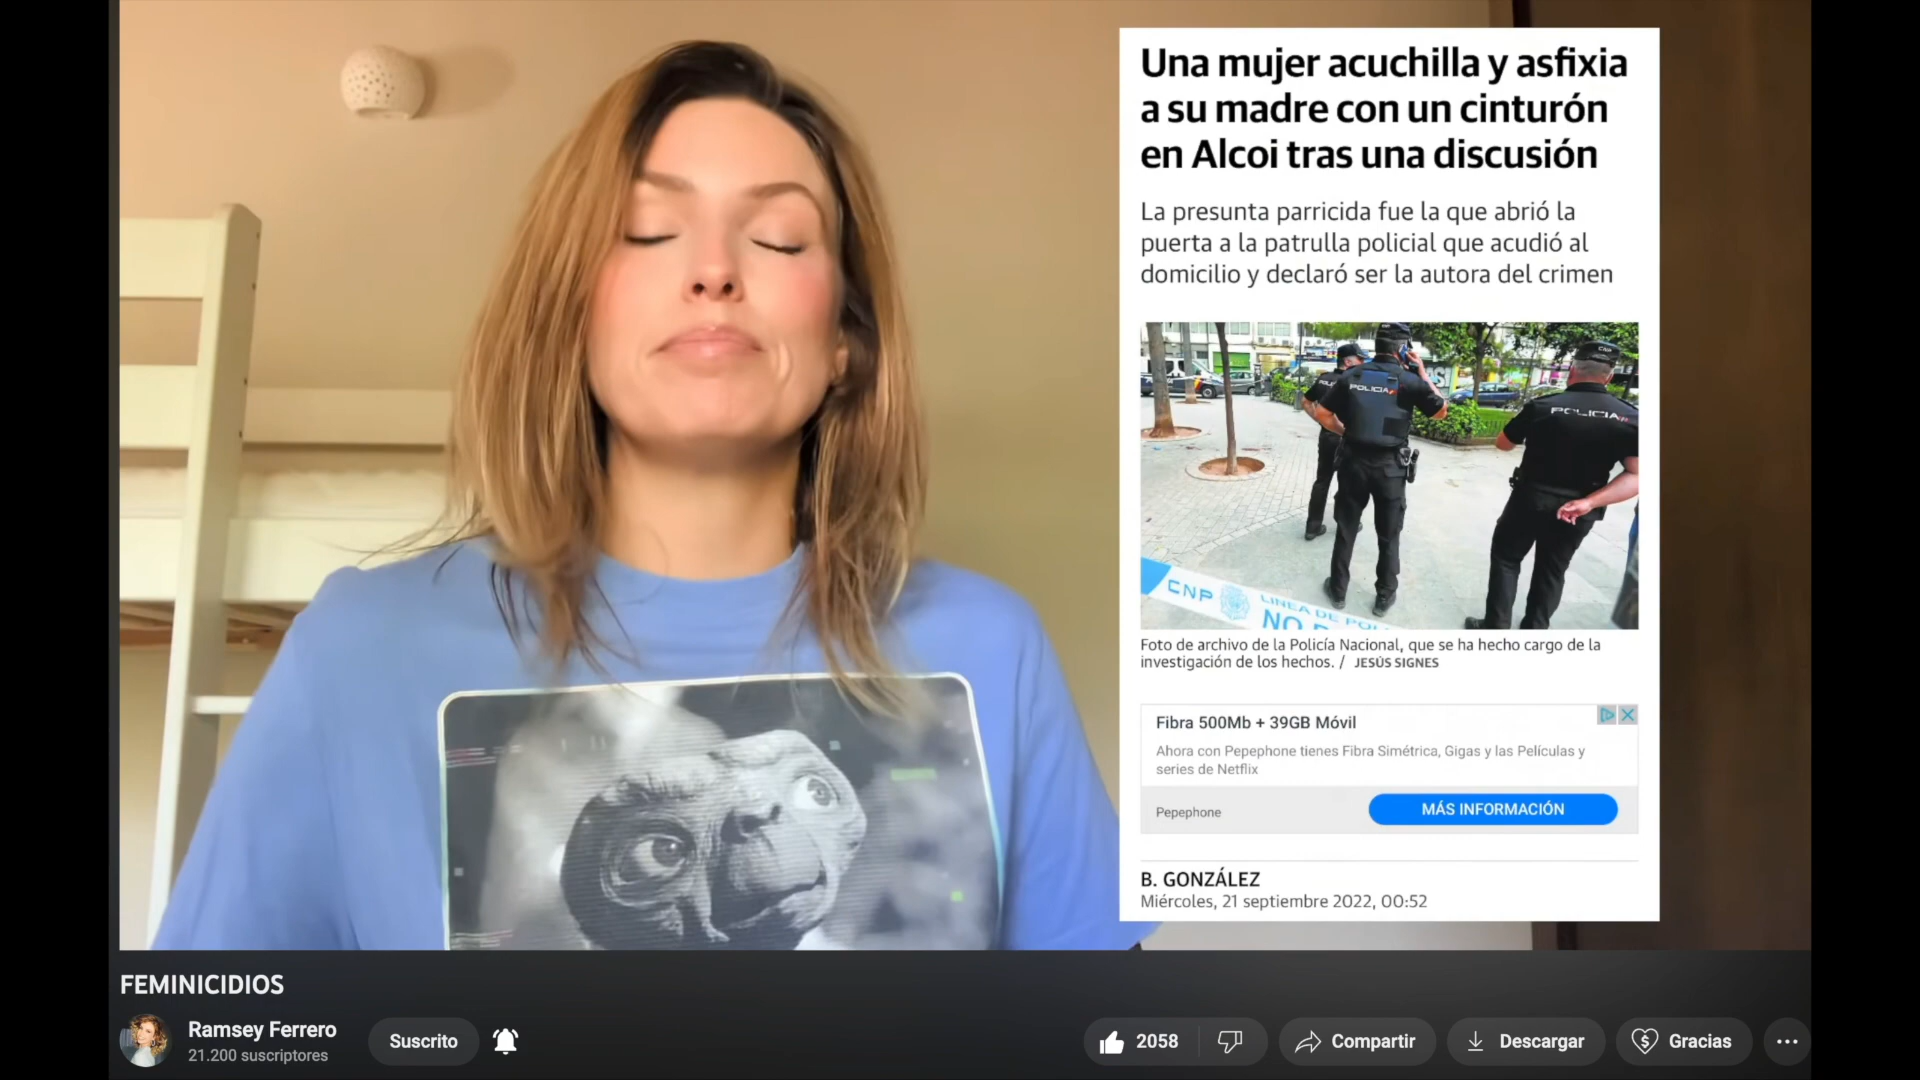 Una mujer acuchilla y asfixia
a su madre con un cinturón
en Alcoi tras una discusión
La presunta parricida fue la que abrió la
puerta a la patrulla policial que acudió al
domicilio y declaró ser la autora del crimen
POLICIA
POLICIA
CNP
LINEA DE POLI
NO P
Foto de archivo de la Policía Nacional, que se ha hecho cargo de la
investigación de los hechos. / JESÚS SIGNES
Fibra 500Mb + 39GB Móvil
Ahora con Pepephone tienes Fibra Simétrica, Gigas y las Películas y
series de Netflix
Pepephone
MÁS INFORMACIÓN
B. GONZÁLEZ
Miércoles, 21 septiembre 2022, 00:52
FEMINICIDIOS
Ramsey Ferrero
21.200 suscriptores
Suscrito
2058
Compartir
Descargar
Gracias